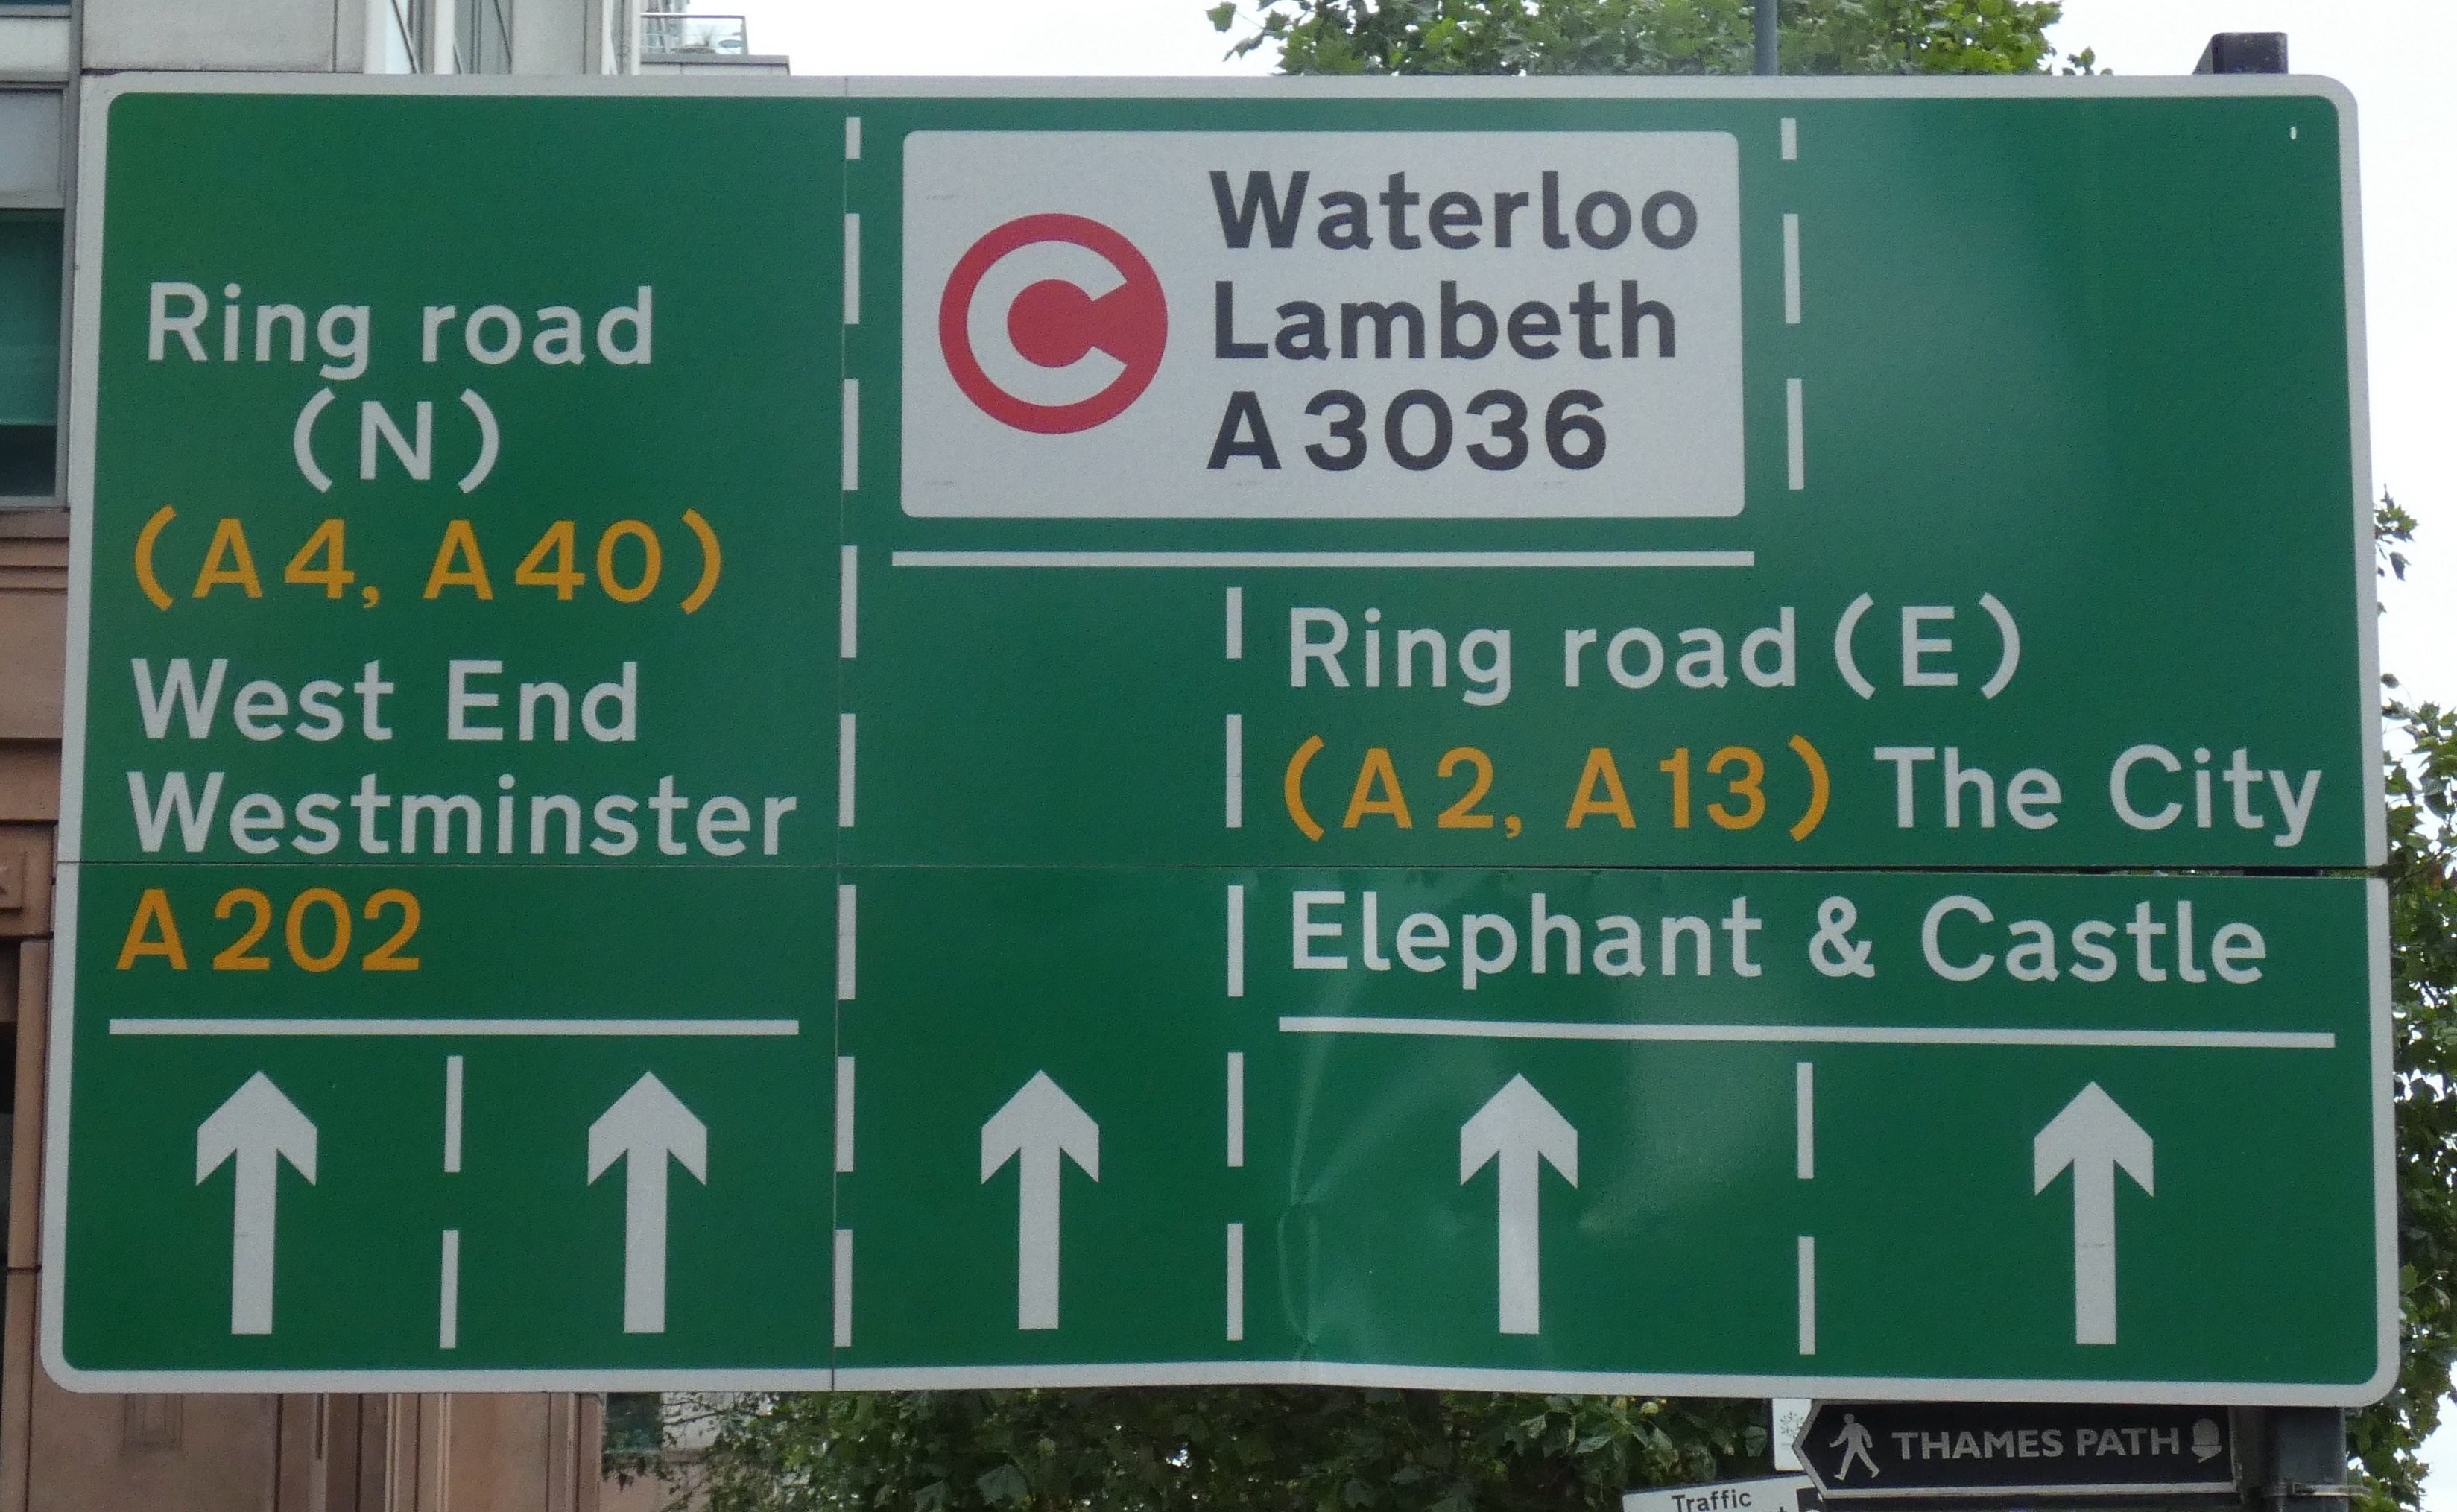 Ring road
(N)
(A4, A40)
West End
Westminster
A202
C
Waterloo
Lambeth
A3036
Ring road (E)
(A2, A13) The City
Elephant & Castle
THAMES PATH
Traffic